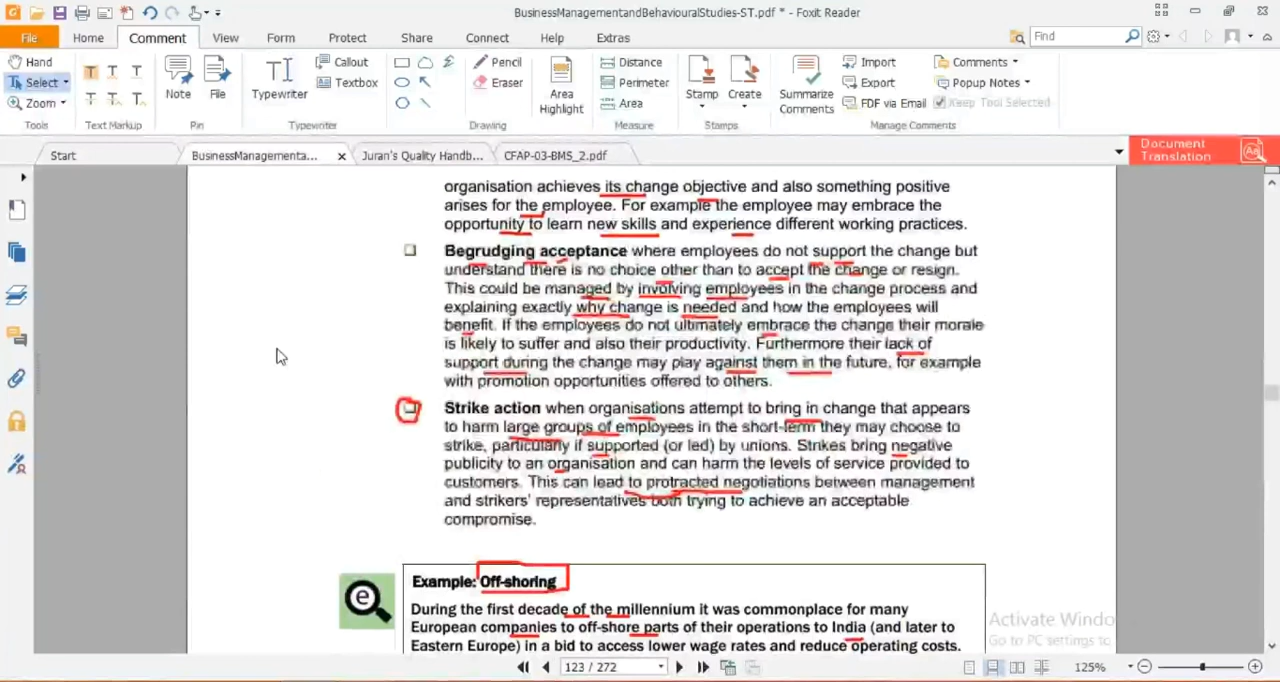 BusinessManagementandBehaviouralStudies-ST.pdf * - Foxit Reader
File Home Comment View Form Protect Share Connect Help Extras Find
Hand
Select
Zoom
Tools
T T T
T T T
Text Markup
Note File
Pin
Typewriter
Callout
Textbox
Typewriter
Pencil
Eraser
Area Highlight
Drawing
Distance
Perimeter
Area
Measure
Stamp Create
Stamps
Summarize Comments
Import
Export
FDF via Email
Comments
Popup Notes
Keep Tool Selected
Manage Comments
Start BusinessManagementa... x Juran's Quality Handb... CFAP-03-BMS_2.pdf
Document Translation
organisation achieves its change objective and also something positive
arises for the employee. For example the employee may embrace the
opportunity to learn new skills and experience different working practices.
Begrudging acceptance where employees do not support the change but
understand there is no choice other than to accept the change or resign.
This could be managed by involving employees in the change process and
explaining exactly why change is needed and how the employees will
benefit. If the employees do not ultimately embrace the change their morale
is likely to suffer and also their productivity. Furthermore their lack of
support during the change may play against them in the future, for example
with promotion opportunities offered to others.
Strike action when organisations attempt to bring in change that appears
to harm large groups of employees in the short-term they may choose to
strike, particularly if supported (or led) by unions. Strikes bring negative
publicity to an organisation and can harm the levels of service provided to
customers. This can lead to protracted negotiations between management
and strikers' representatives both trying to achieve an acceptable
compromise.
e
Example: Off-shoring
During the first decade of the millennium it was commonplace for many
European companies to off-shore parts of their operations to India (and later to
Eastern Europe) in a bid to access lower wage rates and reduce operating costs.
Activate Windo
Go to PC settings to
123 / 272
125%